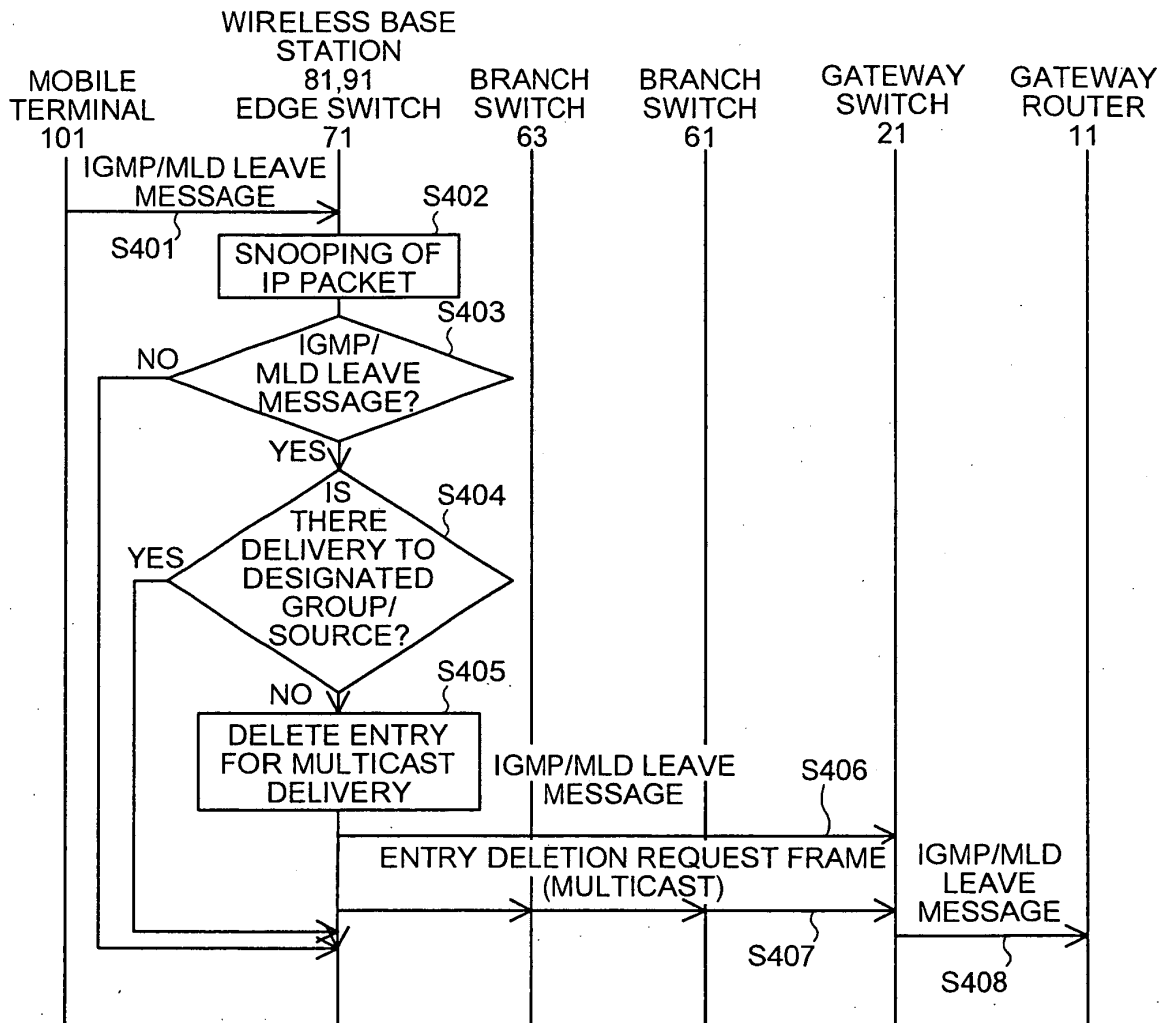 WIRELESS BASE
STATION
81,91
EDGE SWITCH
71
MOBILE
TERMINAL
101
BRANCH
SWITCH
63
BRANCH
SWITCH
61
GATEWAY
SWITCH
21
GATEWAY
ROUTER
11
IGMP/MLD LEAVE
MESSAGE
S401
S402
SNOOPING OF
IP PACKET
S403
NO
IGMP/
MLD LEAVE
MESSAGE?
YES
S404
YES
IS
THERE
DELIVERY TO
DESIGNATED
GROUP/
SOURCE?
NO
S405
DELETE ENTRY
FOR MULTICAST
DELIVERY
IGMP/MLD LEAVE
MESSAGE
S406
ENTRY DELETION REQUEST FRAME
(MULTICAST)
S407
IGMP/MLD
LEAVE
MESSAGE
S408